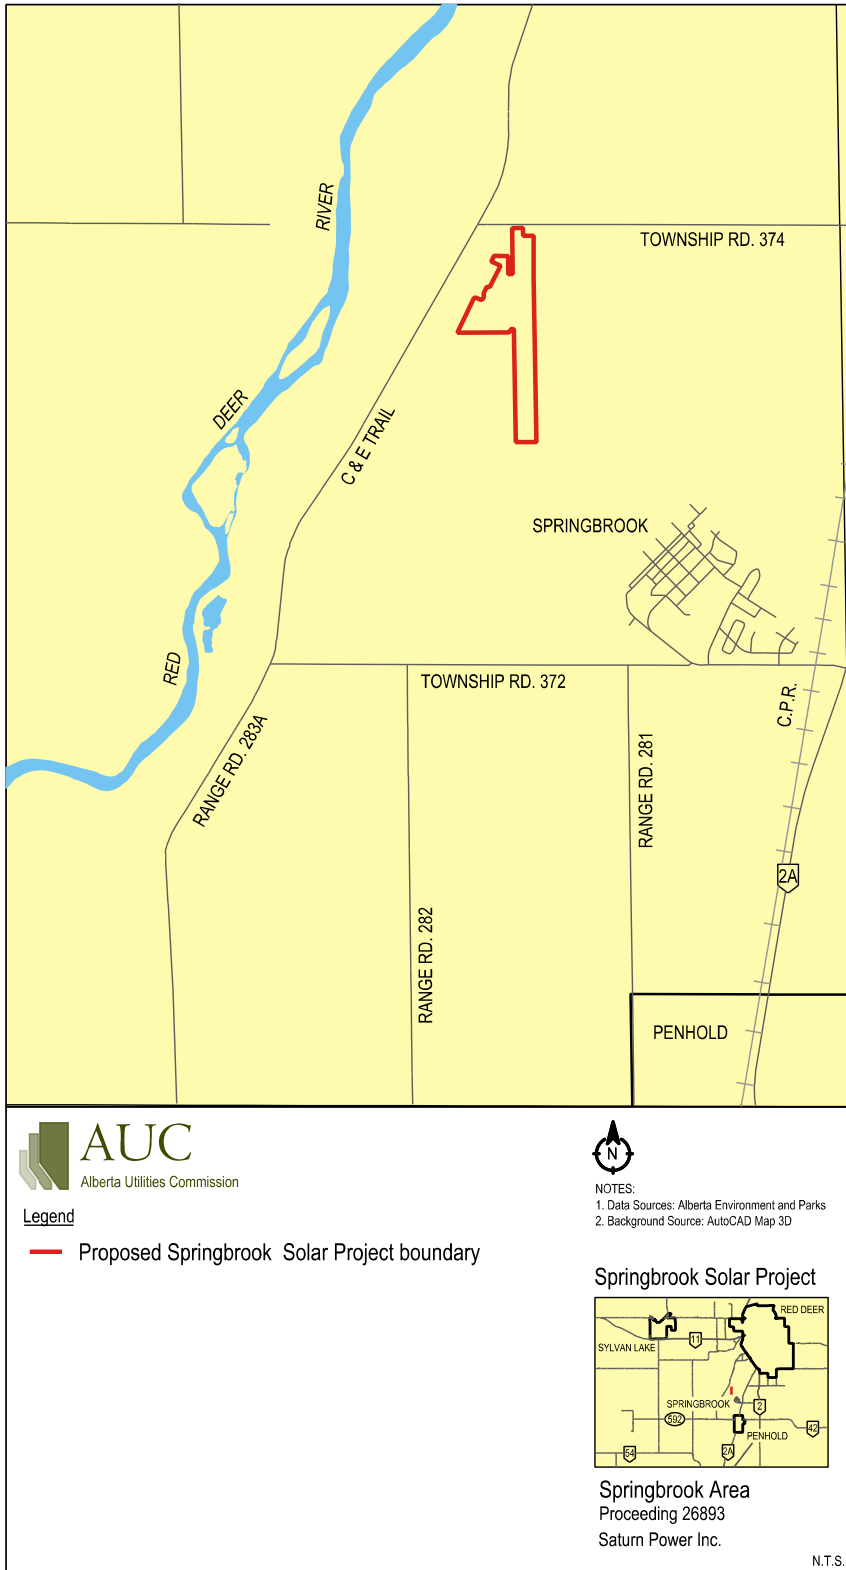 RIVER
TOWNSHIP RD. 374
DEER
C & E TRAIL
SPRINGBROOK
RED
TOWNSHIP RD. 372
C.P.R.
RANGE RD. 283A
RANGE RD. 281
2A
RANGE RD. 282
PENHOLD
AUC
Alberta Utilities Commission
Legend
Proposed Springbrook Solar Project boundary
N
NOTES:
1. Data Sources: Alberta Environment and Parks
2. Background Source: AutoCAD Map 3D
Springbrook Solar Project
RED DEER
11
SYLVAN LAKE
SPRINGBROOK
2
592
42
PENHOLD
54
2A
Springbrook Area
Proceeding 26893
Saturn Power Inc.
N.T.S.